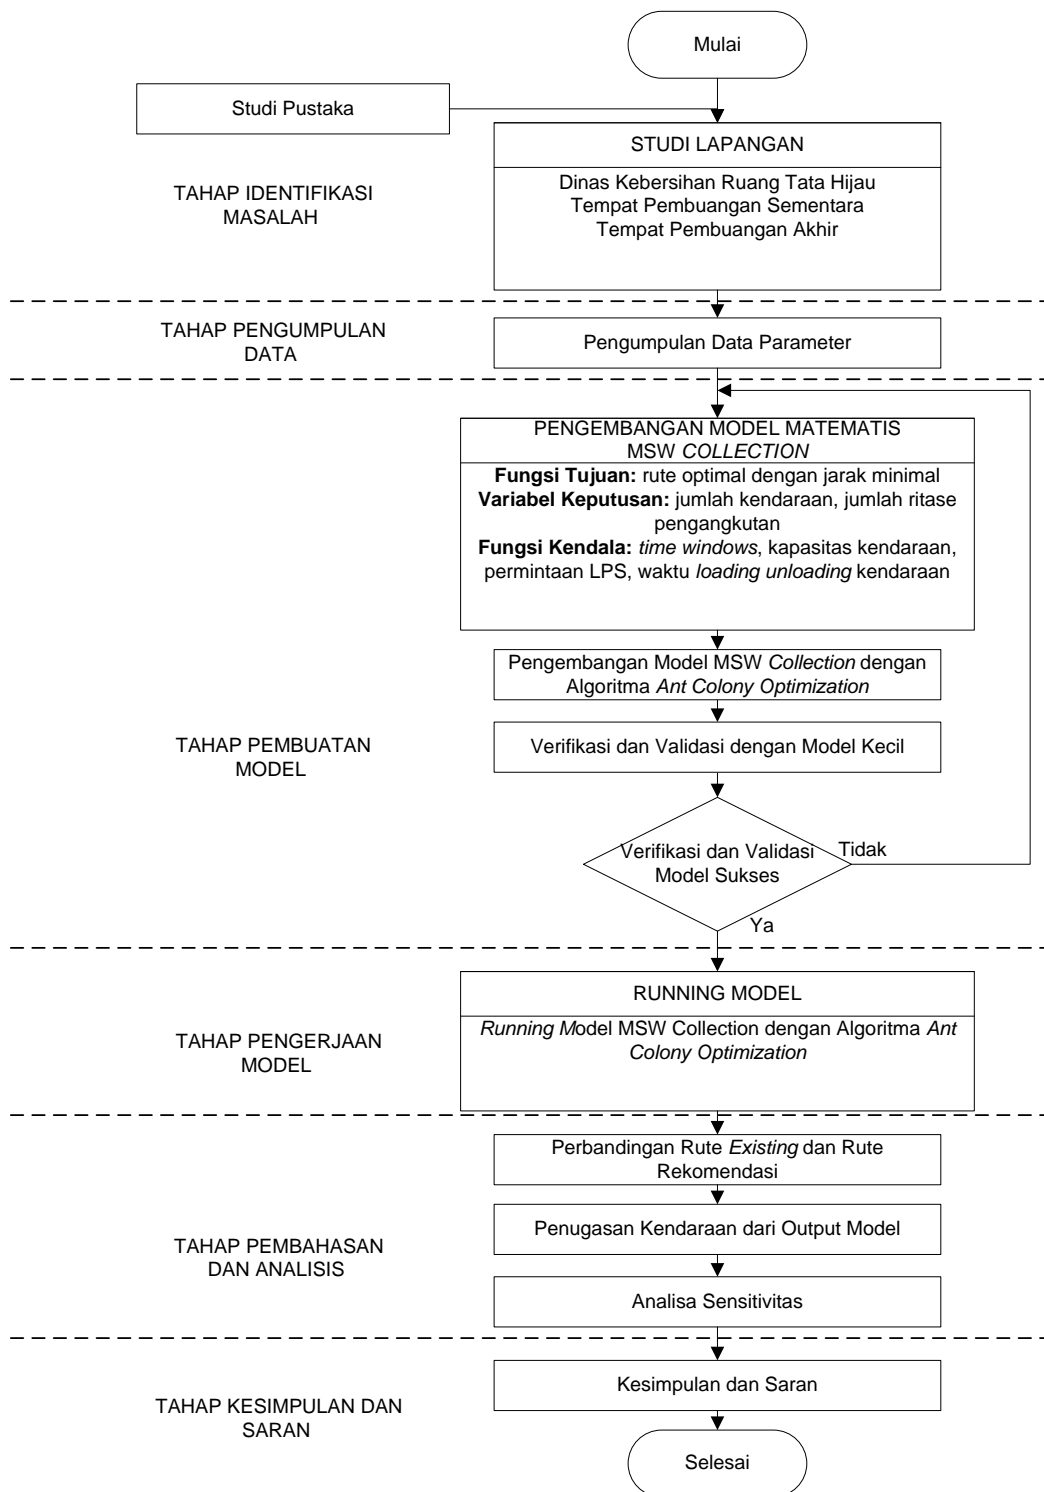 Mulai
Studi Pustaka
STUDI LAPANGAN
Dinas Kebersihan Ruang Tata Hijau
Tempat Pembuangan Sementara
Tempat Pembuangan Akhir
TAHAP IDENTIFIKASI
MASALAH
TAHAP PENGUMPULAN
DATA
Pengumpulan Data Parameter
PENGEMBANGAN MODEL MATEMATIS
MSW COLLECTION
Fungsi Tujuan: rute optimal dengan jarak minimal
Variabel Keputusan: jumlah kendaraan, jumlah ritase
pengangkutan
Fungsi Kendala: time windows, kapasitas kendaraan,
permintaan LPS, waktu loading unloading kendaraan
Pengembangan Model MSW Collection dengan
Algoritma Ant Colony Optimization
TAHAP PEMBUATAN
MODEL
Verifikasi dan Validasi dengan Model Kecil
Verifikasi dan Validasi
Model Sukses
Tidak
Ya
RUNNING MODEL
Running Model MSW Collection dengan Algoritma Ant
Colony Optimization
TAHAP PENGERJAAN
MODEL
Perbandingan Rute Existing dan Rute
Rekomendasi
Penugasan Kendaraan dari Output Model
TAHAP PEMBAHASAN
DAN ANALISIS
Analisa Sensitivitas
Kesimpulan dan Saran
TAHAP KESIMPULAN DAN
SARAN
Selesai